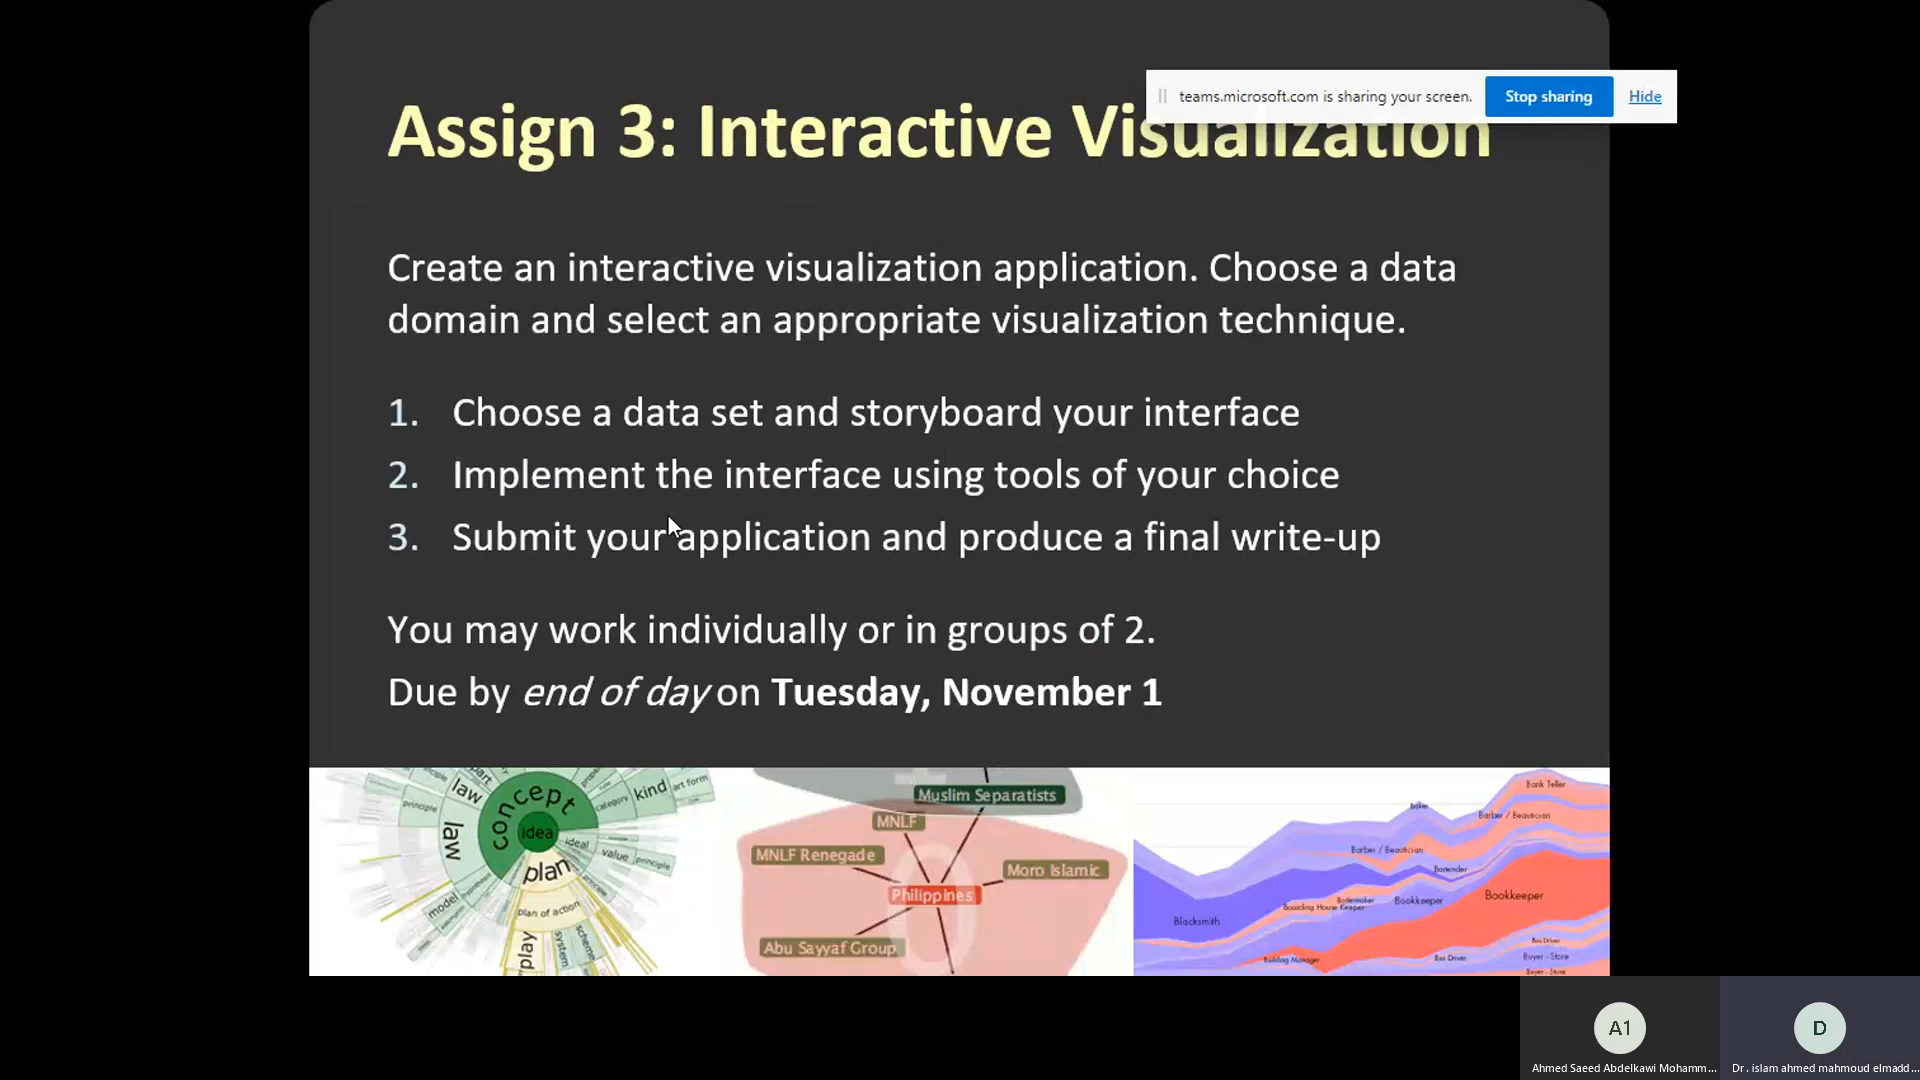 teams.microsoft.com is sharing your screen. Stop sharing Hide
Assign 3: Interactive Visualization
Create an interactive visualization application. Choose a data
domain and select an appropriate visualization technique.
1. Choose a data set and storyboard your interface
2. Implement the interface using tools of your choice
3. Submit your application and produce a final write-up
You may work individually or in groups of 2.
Due by end of day on Tuesday, November 1
part
law
principle
law
concept
idea
category
kind
art form
ideal
value
principle
plan
model
plan of action
play
system
scheme
Muslim Separatists
MNLF
MNLF Renegade
Moro Islamic
Philippines
Abu Sayyaf Group
Bank Teller
Baker
Barber / Beautician
Barber / Beautician
Bartender
Bookkeeper
Boilermaker
Bookkeeper
Boarding House Keeper
Blacksmith
Bus Driver
Building Manager
Bus Driver
Buyer - Store
Buyer - Store
A1
D
Ahmed Saeed Abdelkawi Mohamm...
Dr. islam ahmed mahmoud elmadd...